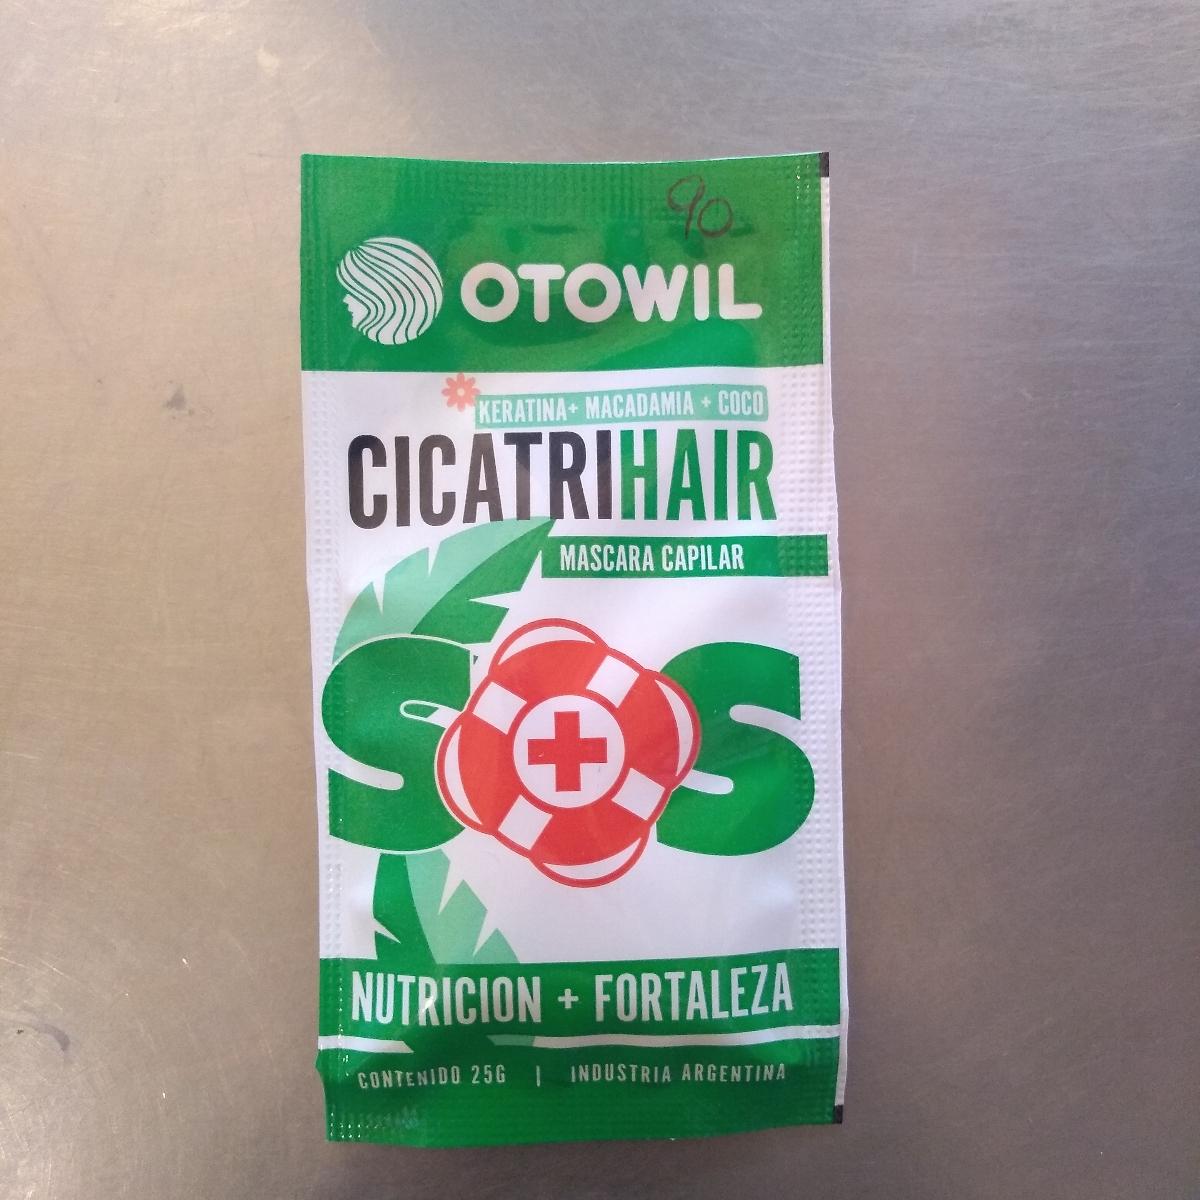 90
OTOWIL
KERATINA+ MACADAMIA + COCO
CICATRIHAIR
MASCARA CAPILAR
SOS
NUTRICION + FORTALEZA
CONTENIDO 25G | INDUSTRIA ARGENTINA